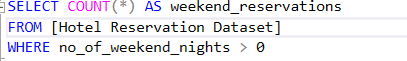 SELECT COUNT(*) AS weekend_reservations
FROM [Hotel Reservation Dataset]
WHERE no_of_weekend_nights > 0